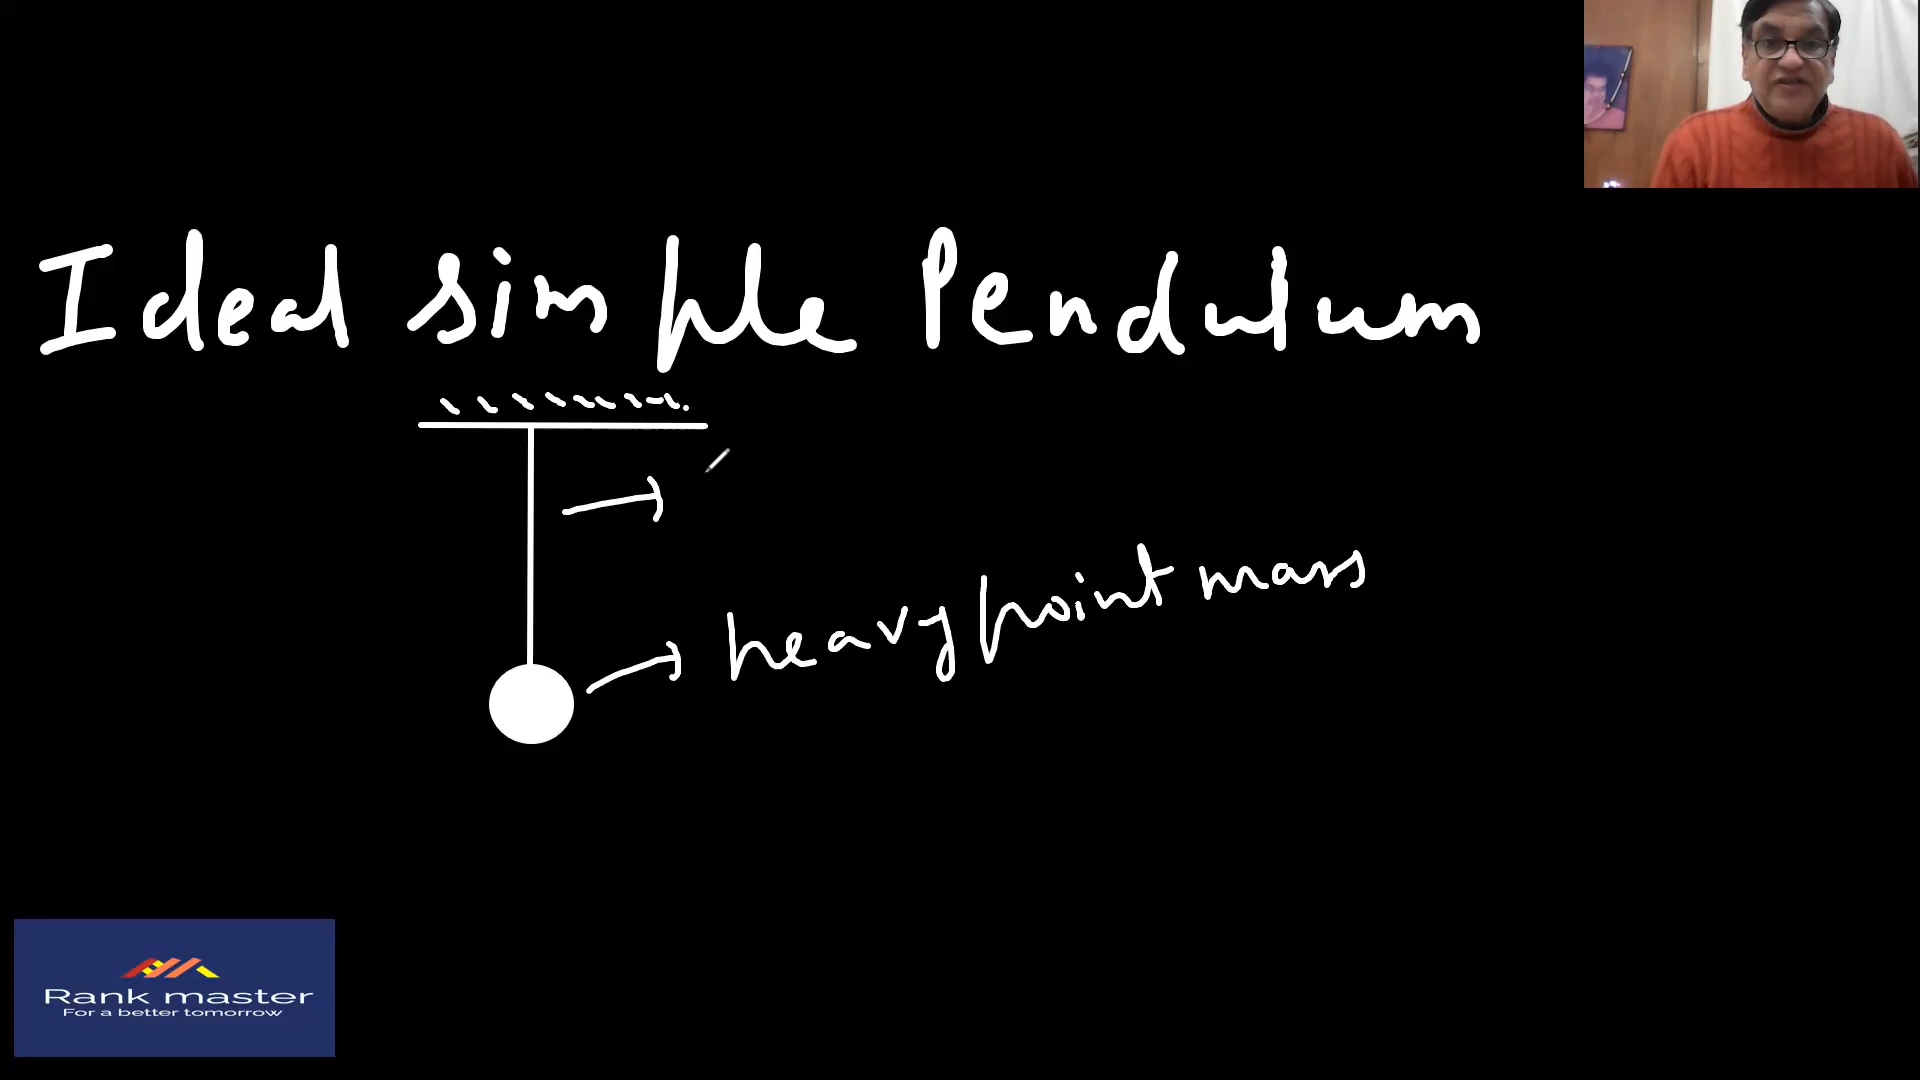 Ideal simple Pendulum
heavy point mass
Rank master
For a better tomorrow